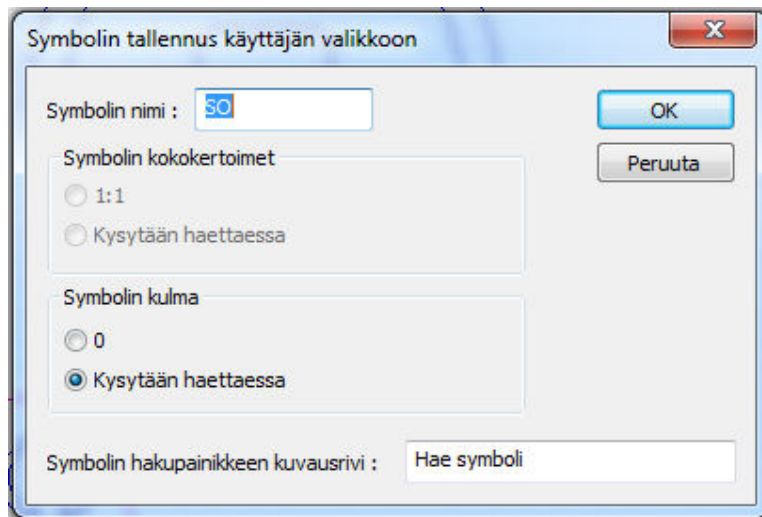 Symbolin tallennus käyttäjän valikkoon
Symbolin nimi : SO
OK
Symbolin kokokertoimet
Peruuta
1:1
Kysytään haettaessa
Symbolin kulma
0
Kysytään haettaessa
Symbolin hakupainikkeen kuvausrivi : Hae symboli